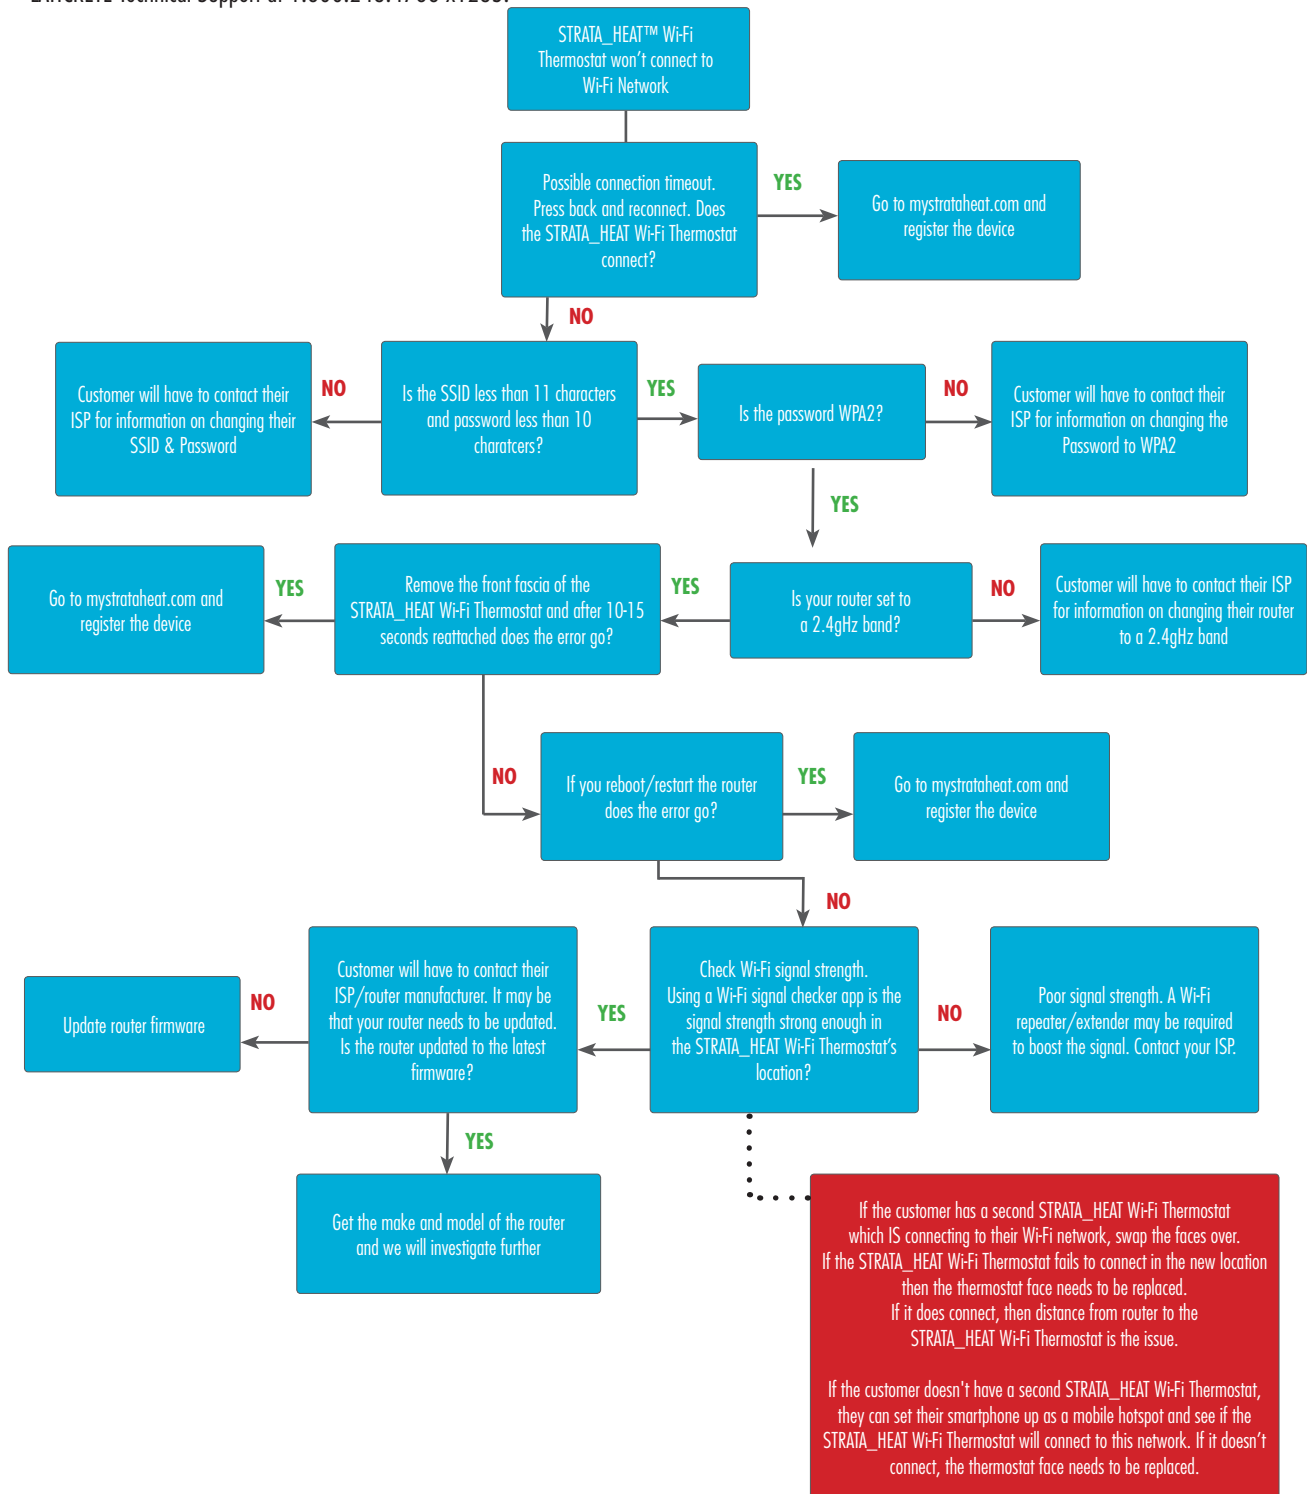 STRATA_HEAT™ Wi-Fi
Thermostat won't connect to
Wi-Fi Network
Possible connection timeout.
Press back and reconnect. Does
the STRATA_HEAT Wi-Fi Thermostat
connect?
YES
Go to mystrataheat.com and
register the device
NO
Customer will have to contact their
ISP for information on changing their
SSID & Password
NO
Is the SSID less than 11 characters
and password less than 10
charatcers?
YES
Is the password WPA2?
NO
Customer will have to contact their
ISP for information on changing the
Password to WPA2
YES
Go to mystrataheat.com and
register the device
YES
Remove the front fascia of the
STRATA_HEAT Wi-Fi Thermostat and after 10-15
seconds reattached does the error go?
YES
Is your router set to
a 2.4gHz band?
NO
Customer will have to contact their ISP
for information on changing their router
to a 2.4gHz band
NO
If you reboot/restart the router
does the error go?
YES
Go to mystrataheat.com and
register the device
NO
Update router firmware
NO
Customer will have to contact their
ISP/router manufacturer. It may be
that your router needs to be updated.
Is the router updated to the latest
firmware?
YES
Check Wi-Fi signal strength.
Using a Wi-Fi signal checker app is the
signal strength strong enough in
the STRATA_HEAT Wi-Fi Thermostat's
location?
NO
Poor signal strength. A Wi-Fi
repeater/extender may be required
to boost the signal. Contact your ISP.
YES
Get the make and model of the router
and we will investigate further
If the customer has a second STRATA_HEAT Wi-Fi Thermostat
which IS connecting to their Wi-Fi network, swap the faces over.
If the STRATA_HEAT Wi-Fi Thermostat fails to connect in the new location
then the thermostat face needs to be replaced.
If it does connect, then distance from router to the
STRATA_HEAT Wi-Fi Thermostat is the issue.
If the customer doesn't have a second STRATA_HEAT Wi-Fi Thermostat,
they can set their smartphone up as a mobile hotspot and see if the
STRATA_HEAT Wi-Fi Thermostat will connect to this network. If it doesn't
connect, the thermostat face needs to be replaced.